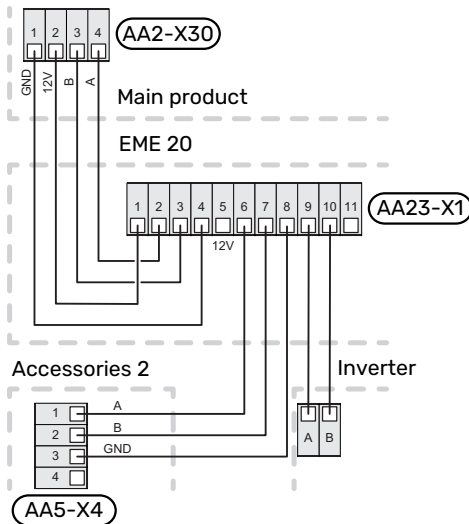 1 2 3 4 AA2-X30
GND 12V B A
Main product
EME 20
1 2 3 4 5 6 7 8 9 10 11 AA23-X1
12V
Accessories 2 Inverter
1 A
2 B A B
3 GND
4
AA5-X4